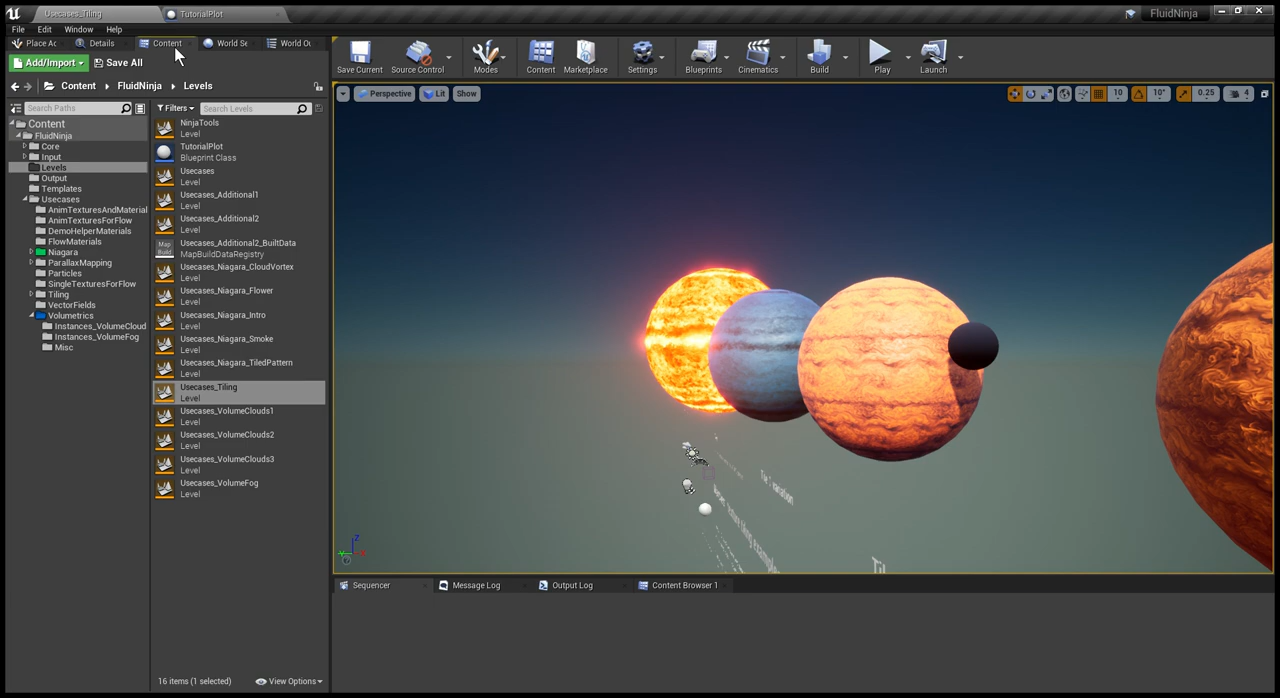 Usecases_Tiling
TutorialPlot
FluidNinja
File Edit Window Help
Place Ac
Details
Content
World Se
World Ou
Add/Import
Save All
Content FluidNinja Levels
Search Paths
Filters
Search Levels
Content
FluidNinja
Core
Input
Levels
Output
Templates
Usecases
AnimTexturesAndMaterial
AnimTexturesForFlow
DemoHelperMaterials
FlowMaterials
Niagara
ParallaxMapping
Particles
SingleTexturesForFlow
Tiling
VectorFields
Volumetrics
Instances_VolumeCloud
Instances_VolumeFog
Misc
NinjaTools
Level
TutorialPlot
Blueprint Class
Usecases
Level
Usecases_Additional1
Level
Usecases_Additional2
Level
Map
Build
Usecases_Additional2_BuiltData
MapBuildDataRegistry
Usecases_Niagara_CloudVortex
Level
Usecases_Niagara_Flower
Level
Usecases_Niagara_Intro
Level
Usecases_Niagara_Smoke
Level
Usecases_Niagara_TiledPattern
Level
Usecases_Tiling
Level
Usecases_VolumeClouds1
Level
Usecases_VolumeClouds2
Level
Usecases_VolumeClouds3
Level
Usecases_VolumeFog
Level
16 items (1 selected)
View Options
Save Current
Source Control
Modes
Content
Marketplace
Settings
Blueprints
Cinematics
Build
Play
Launch
Perspective
Lit
Show
10
10°
0.25
4
Z
Sequencer
Message Log
Output Log
Content Browser 1